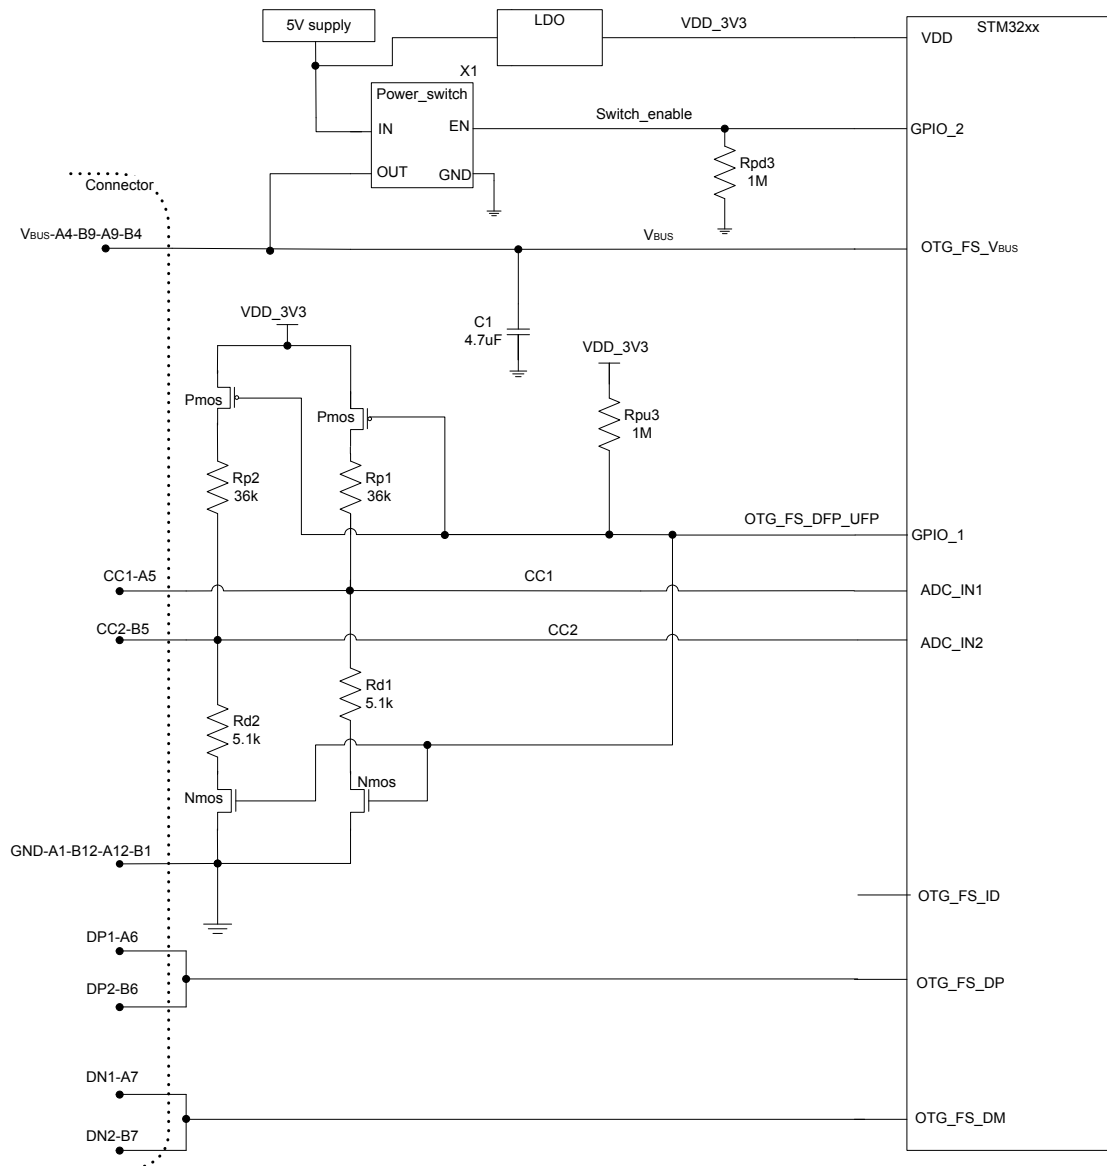 5V supply
LDO
VDD_3V3
STM32xx
VDD
X1
Power_switch
IN
EN
Switch_enable
GPIO_2
OUT
GND
Rpd3
1M
Connector
VBUS-A4-B9-A9-B4
VBUS
OTG_FS_VBUS
VDD_3V3
C1
4.7uF
VDD_3V3
Pmos
Pmos
Rpu3
1M
Rp2
36k
Rp1
36k
OTG_FS_DFP_UFP
GPIO_1
CC1-A5
CC1
ADC_IN1
CC2-B5
CC2
ADC_IN2
Rd1
5.1k
Rd2
5.1k
Nmos
Nmos
GND-A1-B12-A12-B1
OTG_FS_ID
DP1-A6
OTG_FS_DP
DP2-B6
DN1-A7
OTG_FS_DM
DN2-B7